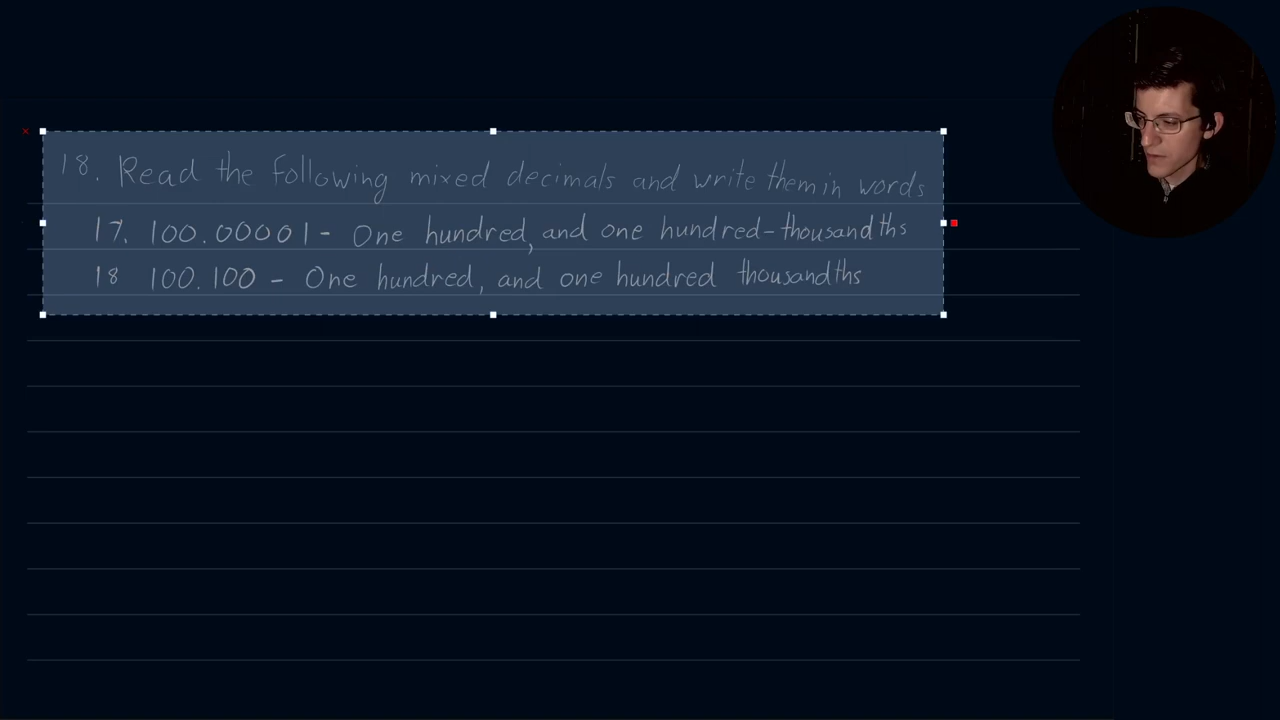 18. Read the following mixed decimals and write them in words
17. 100.00001 - One hundred, and one hundred-thousandths
18 100.100 - One hundred, and one hundred thousandths